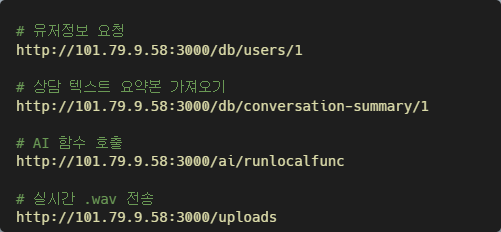 # 유저정보 요청
http://101.79.9.58:3000/db/users/1
# 상담 텍스트 요약본 가져오기
http://101.79.9.58:3000/db/conversation-summary/1
# AI 함수 호출
http://101.79.9.58:3000/ai/runlocalfunc
# 실시간 .wav 전송
http://101.79.9.58:3000/uploads